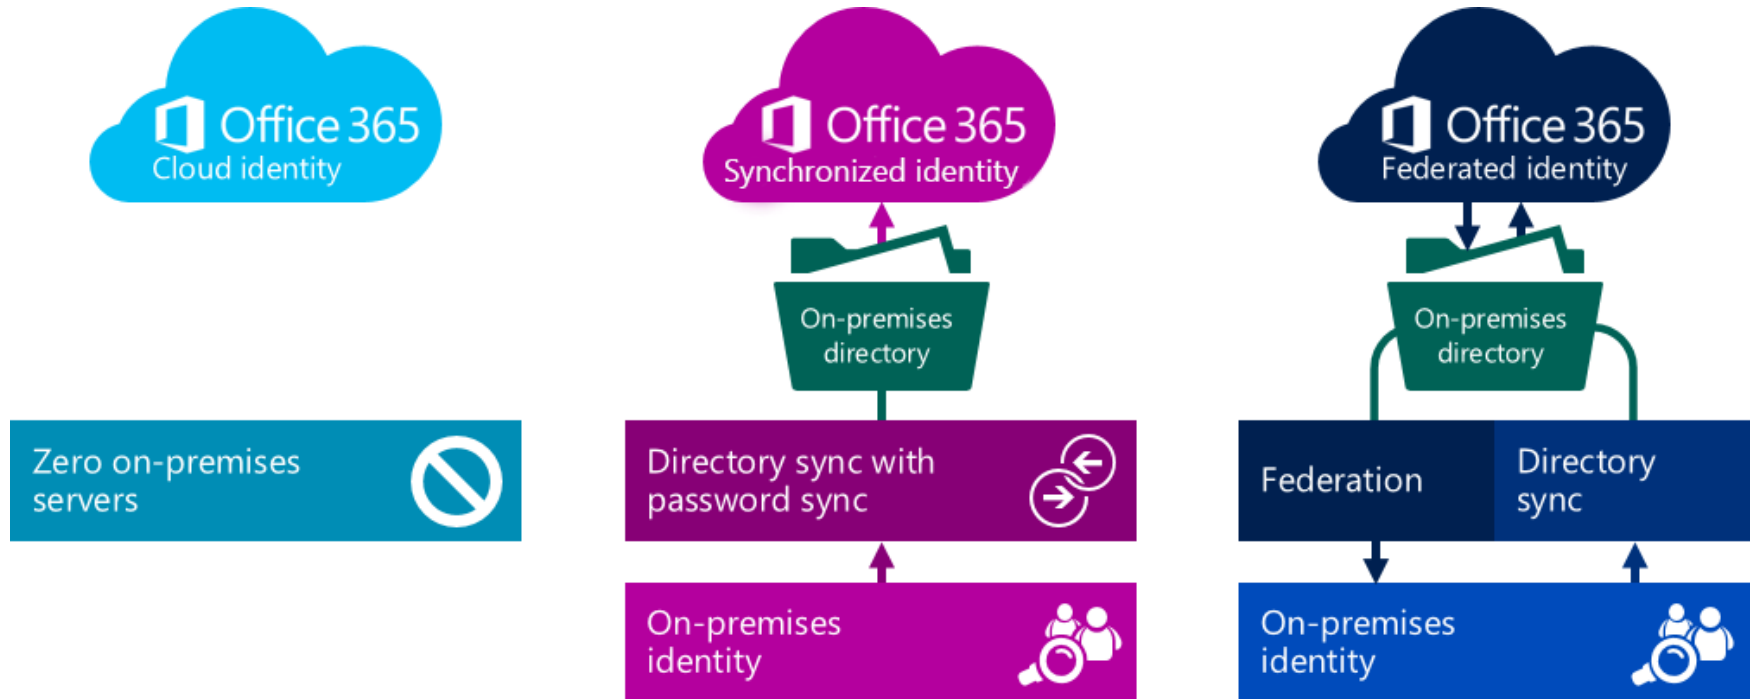 Office 365
Cloud identity
Zero on-premises
servers
Office 365
Synchronized identity
On-premises
directory
Directory sync with
password sync
On-premises
identity
Office 365
Federated identity
On-premises
directory
Federation
Directory
sync
On-premises
identity